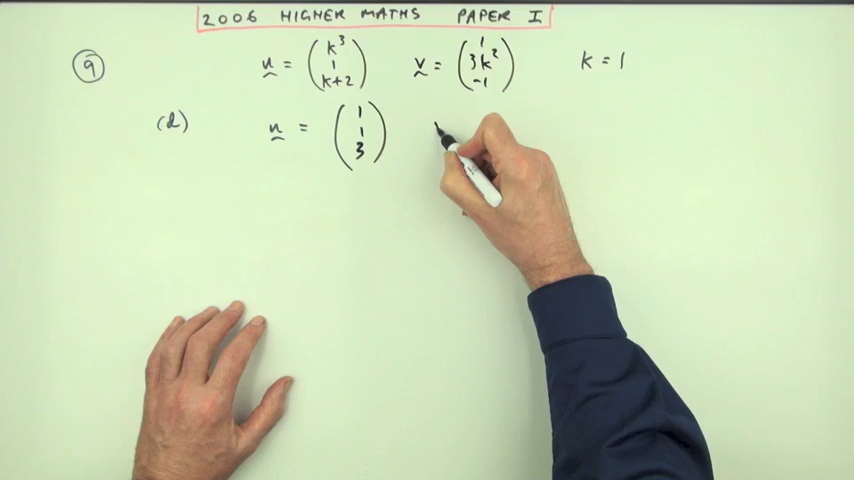 2006 HIGHER MATHS PAPER I
9 u = (k³ 1 k+2) v = (1 3k² -1) k = 1
(d) u = (1 1 3)